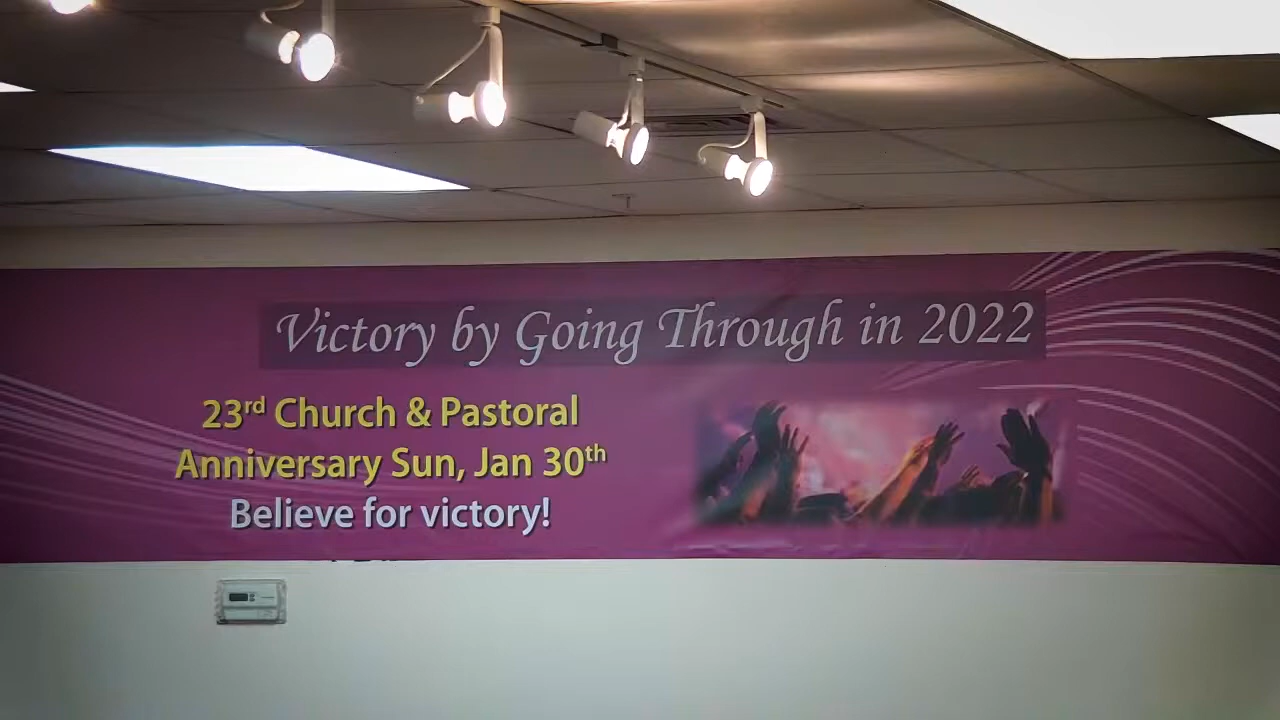 Victory by Going Through in 2022
23rd Church & Pastoral
Anniversary Sun, Jan 30th
Believe for victory!